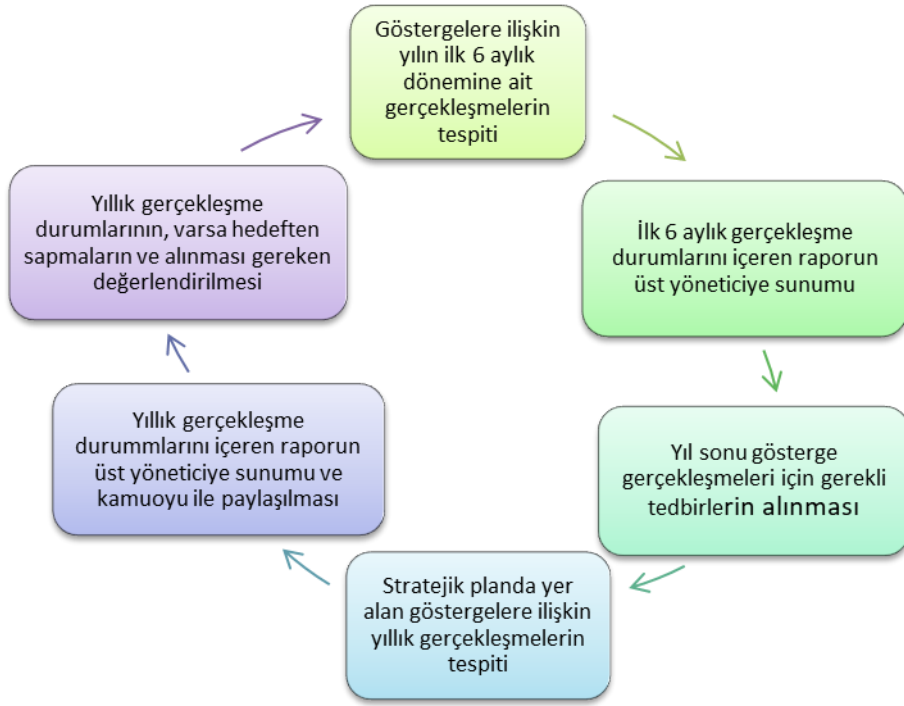 Göstergelere ilişkin
yılın ilk 6 aylık
dönemine ait
gerçekleşmelerin
tespiti
İlk 6 aylık gerçekleşme
durumlarını içeren raporun
üst yöneticiye sunumu
Yıl sonu gösterge
gerçekleşmeleri için gerekli
tedbirlerin alınması
Stratejik planda yer
alan göstergelere ilişkin
yıllık gerçekleşmelerin
tespiti
Yıllık gerçekleşme
durummlarını içeren raporun
üst yöneticiye sunumu ve
kamuoyu ile paylaşılması
Yıllık gerçekleşme
durumlarının, varsa hedeften
sapmaların ve alınması gereken
değerlendirilmesi